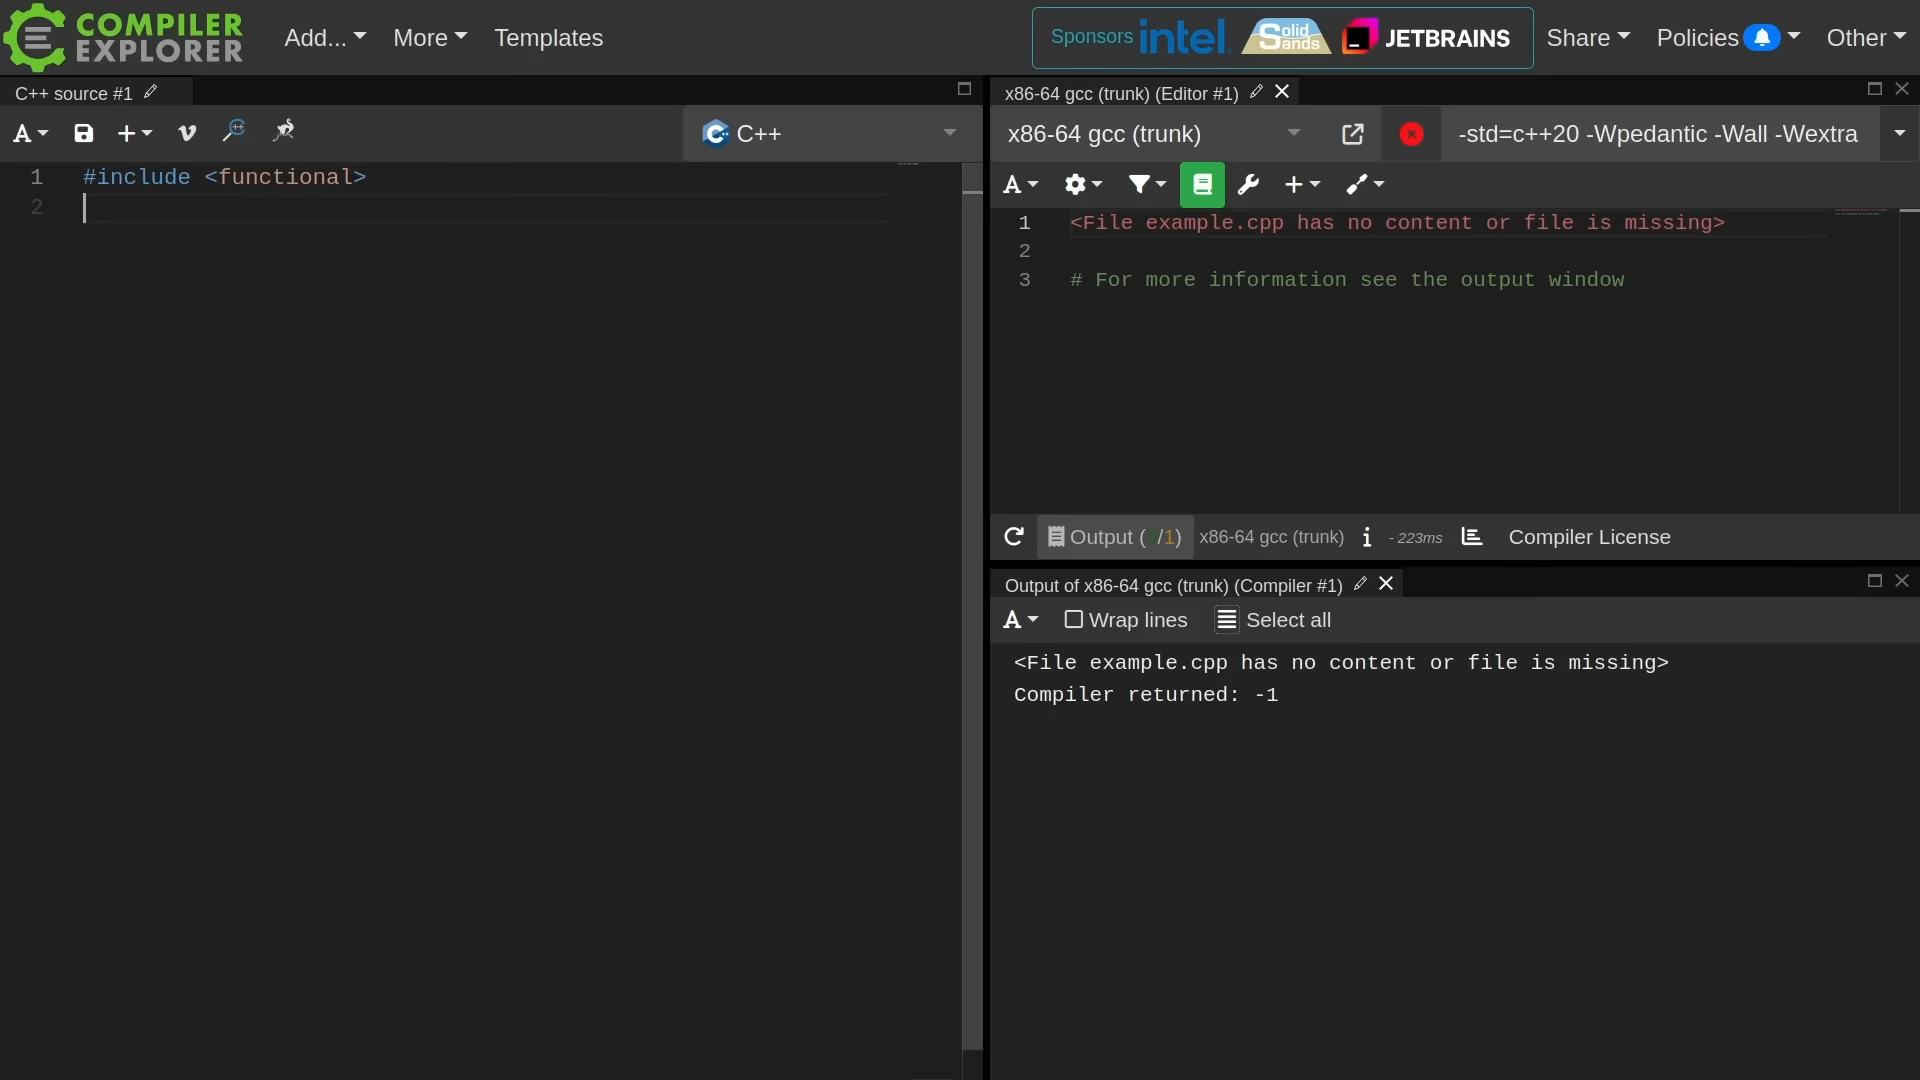 COMPILER
EXPLORER
Add...
More
Templates
Sponsors intel. Solid Sands JETBRAINS
Share
Policies
Other
C++ source #1
A
C++
1 #include <functional>
2
x86-64 gcc (trunk) (Editor #1)
x86-64 gcc (trunk)
-std=c++20 -Wpedantic -Wall -Wextra
A
1 <File example.cpp has no content or file is missing>
2
3 # For more information see the output window
Output ( /1) x86-64 gcc (trunk) i - 223ms Compiler License
Output of x86-64 gcc (trunk) (Compiler #1)
A Wrap lines Select all
<File example.cpp has no content or file is missing>
Compiler returned: -1